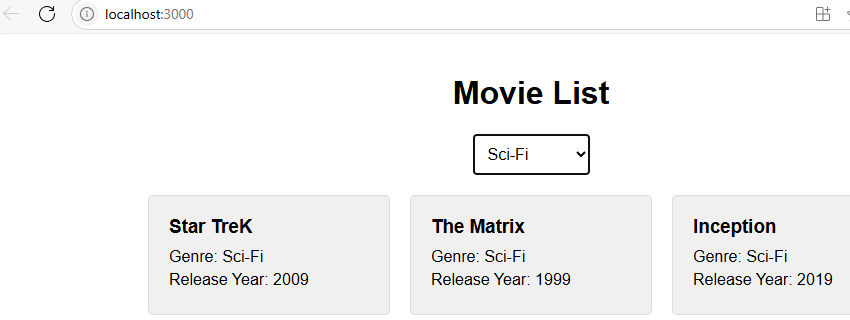 localhost:3000
Movie List
Sci-Fi
Star TreK
Genre: Sci-Fi
Release Year: 2009
The Matrix
Genre: Sci-Fi
Release Year: 1999
Inception
Genre: Sci-Fi
Release Year: 2019